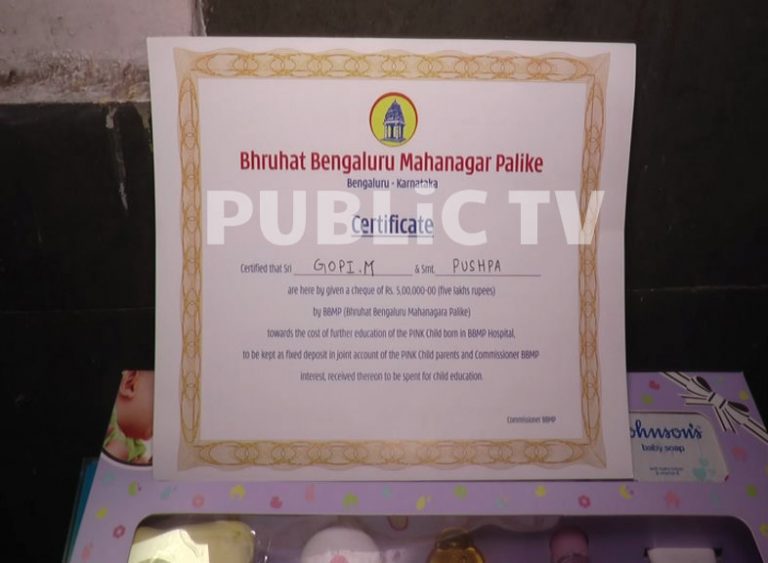 Bhruhat Bengaluru Mahanagar Palike
Bengaluru - Karnataka
PUBLiC TV
Certificate
Certified that Sri GOPI.M & Smt. PUSHPA
are here by given a cheque of Rs. 5,00,000-00 (five lakhs rupees)
by BBMP (Bhruhat Bengaluru Mahanagara Palike)
towards the cost of further education of the PINK Child born in BBMP Hospital,
to be kept as fixed deposit in joint account of the PINK Child parents and Commissioner BBMP
Interest, received thereon to be spent for child education.
Commissioner BBMP
ohnson's
baby soap